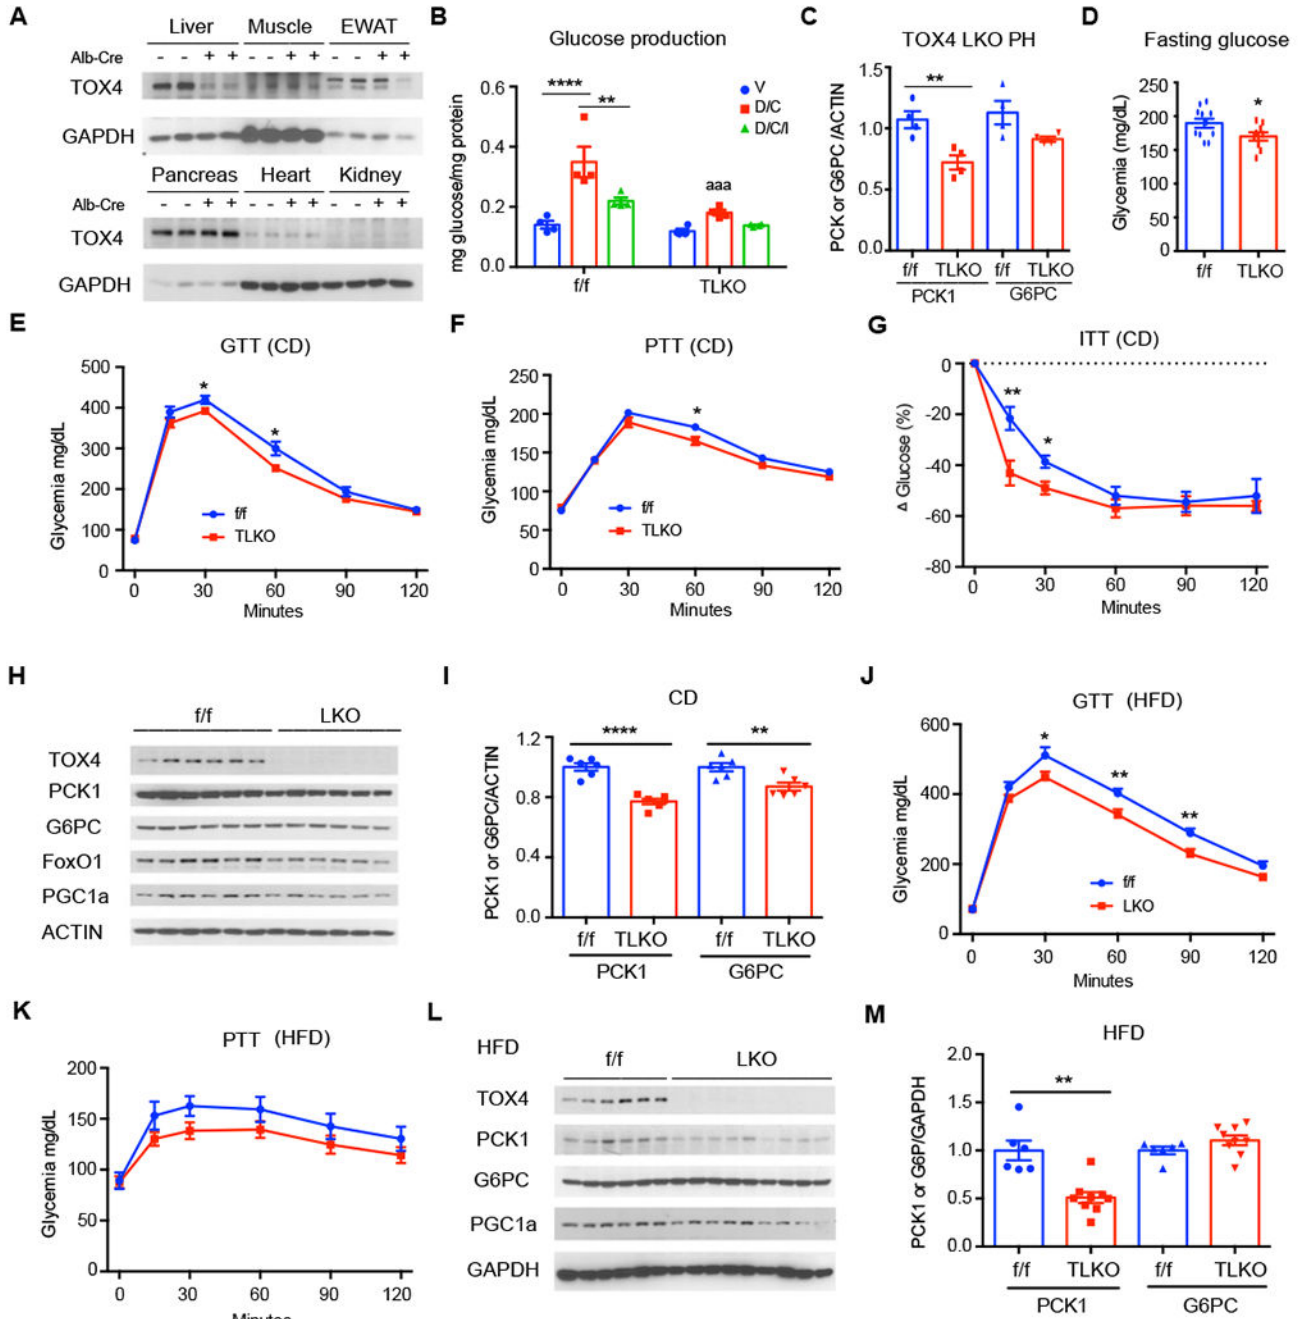 A
Liver Muscle EWAT
Alb-Cre - - + + - - + + - - + +
TOX4
GAPDH
Pancreas Heart Kidney
Alb-Cre - - + + - - + + - - + +
TOX4
GAPDH
B
Glucose production
mg glucose/mg protein
0.6
0.4
0.2
0.0
**** **
aaa
V
D/C
D/C/I
f/f TLKO
C
TOX4 LKO PH
PCK or G6PC /ACTIN
1.5
1.0
0.5
0.0
**
f/f TLKO f/f TLKO
PCK1 G6PC
D
Fasting glucose
Glycemia (mg/dL)
250
200
150
100
50
0
*
f/f TLKO
E
GTT (CD)
Glycemia mg/dL
500
400
300
200
100
0
* *
f/f
TLKO
0 30 60 90 120
Minutes
F
PTT (CD)
Glycemia mg/dL
250
200
150
100
50
0
*
f/f
TLKO
0 30 60 90 120
Minutes
G
ITT (CD)
Δ Glucose (%)
0
-20
-40
-60
-80
** *
0 30 60 90 120
Minutes
H
f/f LKO
TOX4
PCK1
G6PC
FoxO1
PGC1a
ACTIN
I
CD
PCK1 or G6PC/ACTIN
1.2
0.8
0.4
0.0
**** **
f/f TLKO f/f TLKO
PCK1 G6PC
J
GTT (HFD)
Glycemia mg/dL
600
400
200
0
* ** **
f/f
LKO
0 30 60 90 120
Minutes
K
PTT (HFD)
Glycemia mg/dL
200
150
100
50
0
0 30 60 90 120
Minutes
L
HFD f/f LKO
TOX4
PCK1
G6PC
PGC1a
GAPDH
M
HFD
PCK1 or G6P/GAPDH
2.0
1.5
1.0
0.5
0.0
**
f/f TLKO f/f TLKO
PCK1 G6PC